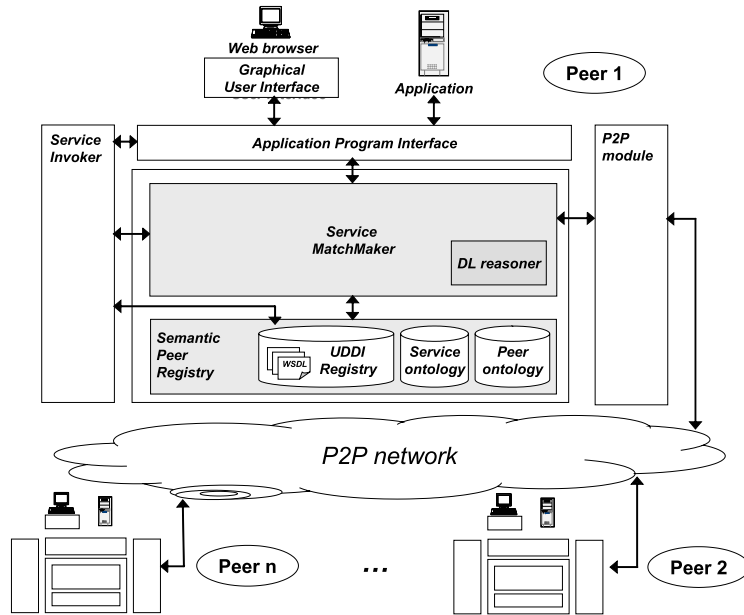 Web browser
Graphical
User Interface
Application
Peer 1
Service
Invoker
Application Program Interface
P2P
module
Service
MatchMaker
DL reasoner
Semantic
Peer
Registry
WSDL
UDDI
Registry
Service
ontology
Peer
ontology
P2P network
Peer n
...
Peer 2